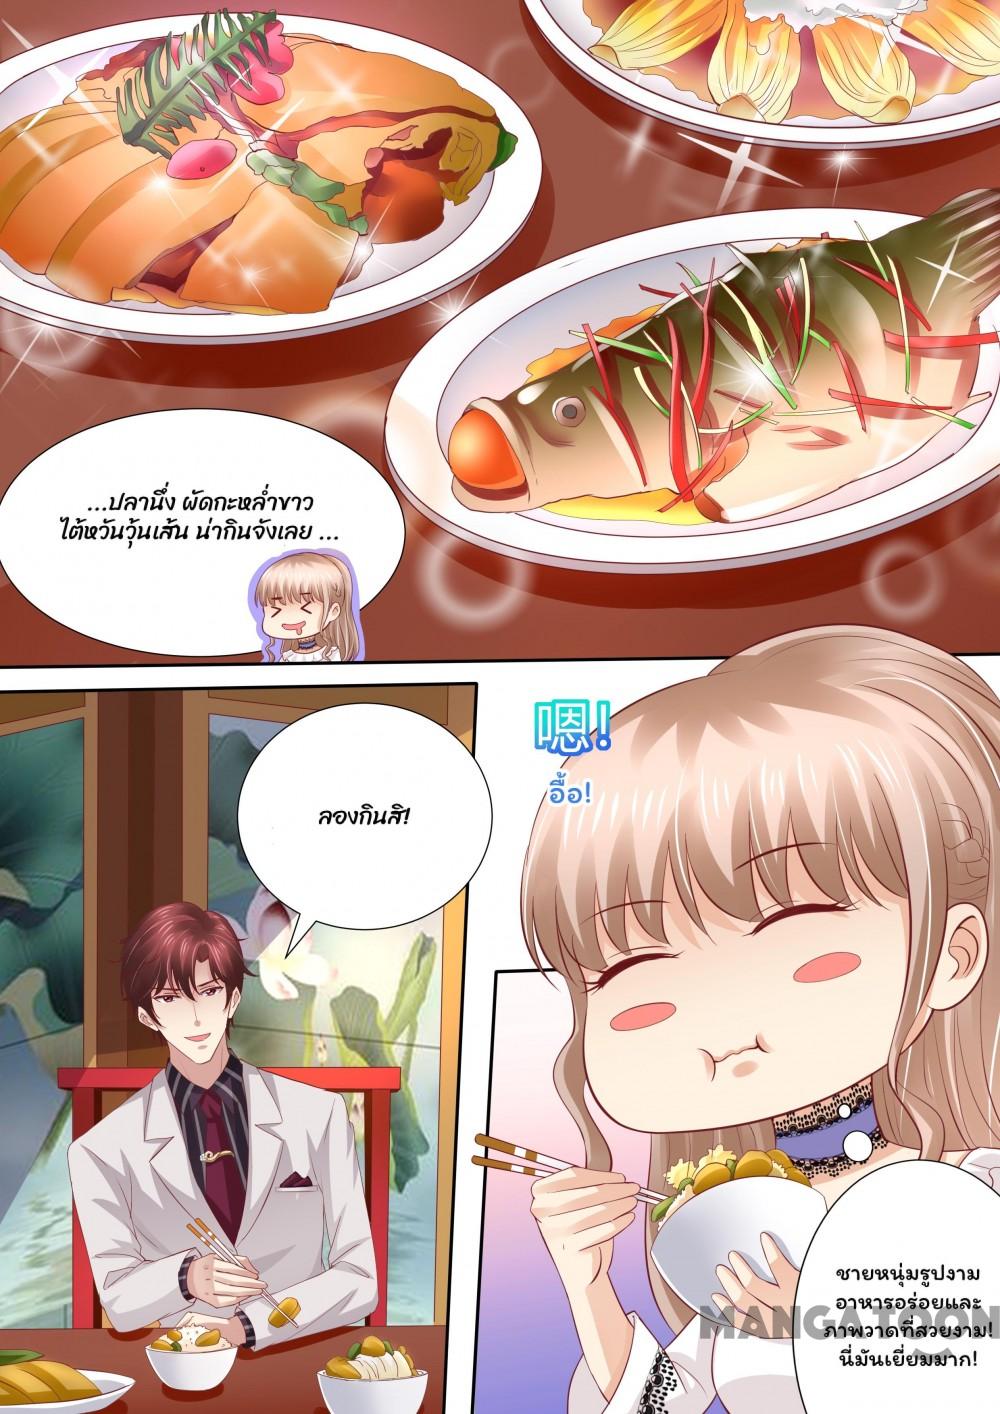 ...ปลานึ่ง ผัดกะหล่ำขาว
ไต้หวันวุ้นเส้น น่ากินจังเลย ...
嗯!
อื้อ!
ลองกินสิ!
ชายหนุ่มรูปงาม
อาหารอร่อยและ
ภาพวาดที่สวยงาม!
นี่มันเยี่ยมมาก!
MANGATOON
MANGATOON